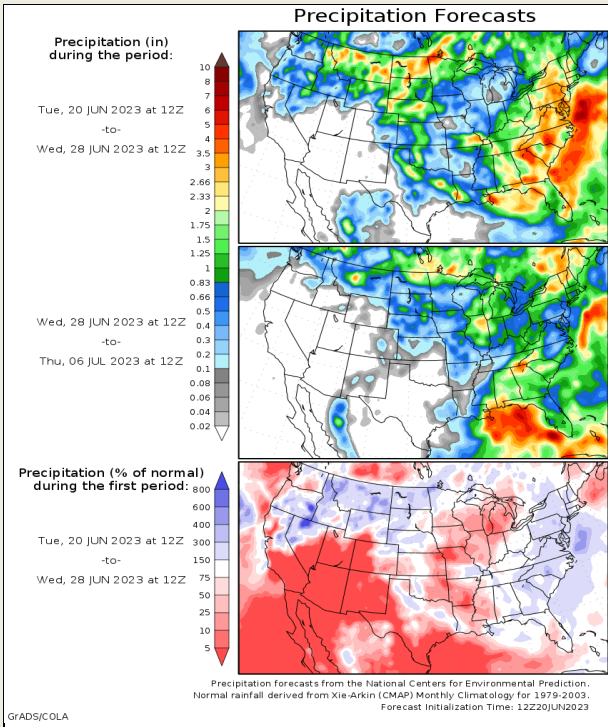 Precipitation Forecasts
Precipitation (in)
during the period:
Tue, 20 JUN 2023 at 12Z
-to-
Wed, 28 JUN 2023 at 12Z
10
8
7
6
5
4
3.5
3
2.66
2.33
2
1.75
1.5
1.25
1
0.83
0.66
0.5
0.4
0.3
0.2
0.1
0.08
0.06
0.04
0.02
Wed, 28 JUN 2023 at 12Z
-to-
Thu, 06 JUL 2023 at 12Z
Precipitation (% of normal)
during the first period:
Tue, 20 JUN 2023 at 12Z
-to-
Wed, 28 JUN 2023 at 12Z
800
600
400
300
150
75
50
25
10
5
Precipitation forecasts from the National Centers for Environmental Prediction.
Normal rainfall derived from Xie-Arkin (CMAP) Monthly Climatology for 1979-2003.
Forecast Initialization Time: 12Z20JUN2023
GrADS/COLA